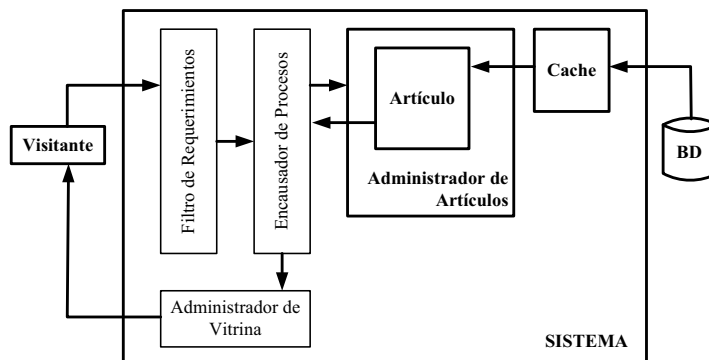 Visitante
Filtro de Requerimientos
Encausador de Procesos
Artículo
Administrador de
Artículos
Cache
BD
Administrador de
Vitrina
SISTEMA